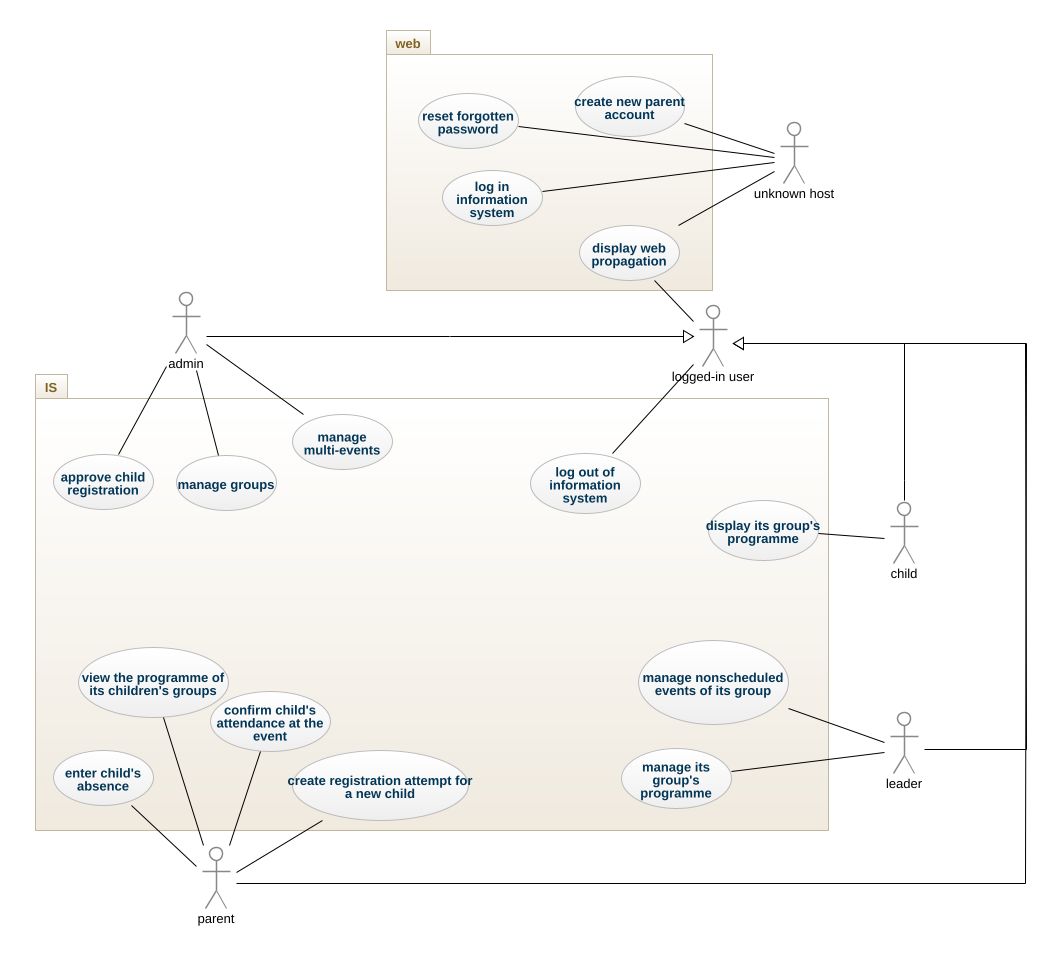 web
create new parent
account
reset forgotten
password
log in
information
system
unknown host
display web
propagation
admin
logged-in user
IS
manage
multi-events
approve child
registration
manage groups
log out of
information
system
display its group's
programme
child
view the programme of
its children's groups
confirm child's
attendance at the
event
manage nonscheduled
events of its group
enter child's
absence
create registration attempt for
a new child
manage its
group's
programme
leader
parent